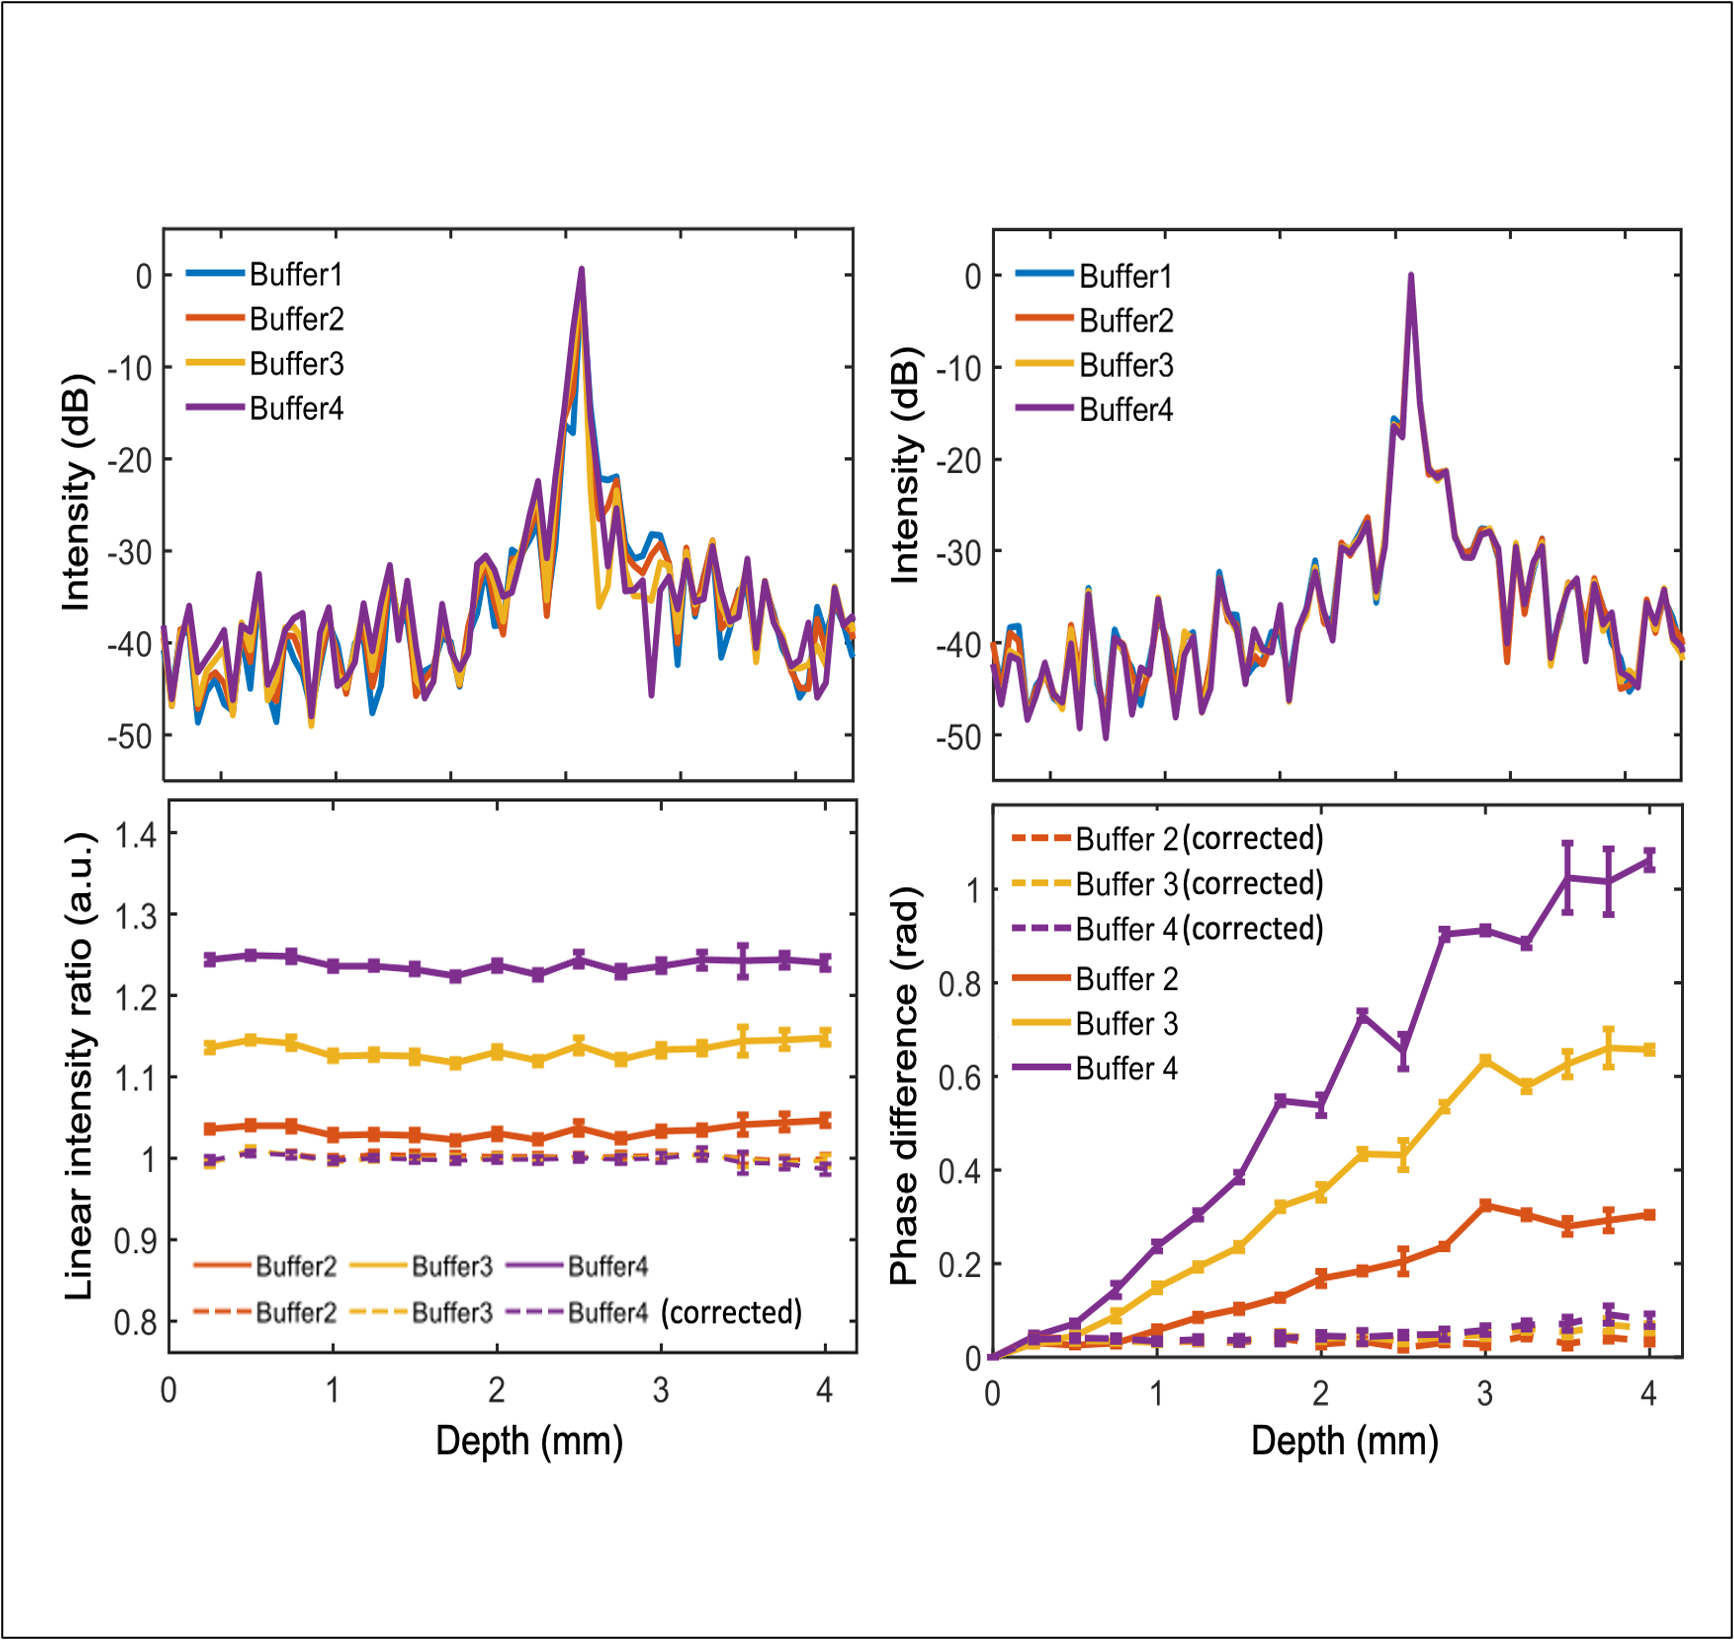 Intensity (dB)
0
-10
-20
-30
-40
-50
Buffer1
Buffer2
Buffer3
Buffer4
Intensity (dB)
0
-10
-20
-30
-40
-50
Buffer1
Buffer2
Buffer3
Buffer4
Linear intensity ratio (a.u.)
1.4
1.3
1.2
1.1
1
0.9
0.8
Buffer2 Buffer3 Buffer4
Buffer2 Buffer3 Buffer4 (corrected)
0 1 2 3 4
Depth (mm)
Phase difference (rad)
1
0.8
0.6
0.4
0.2
0
Buffer 2 (corrected)
Buffer 3 (corrected)
Buffer 4 (corrected)
Buffer 2
Buffer 3
Buffer 4
0 1 2 3 4
Depth (mm)